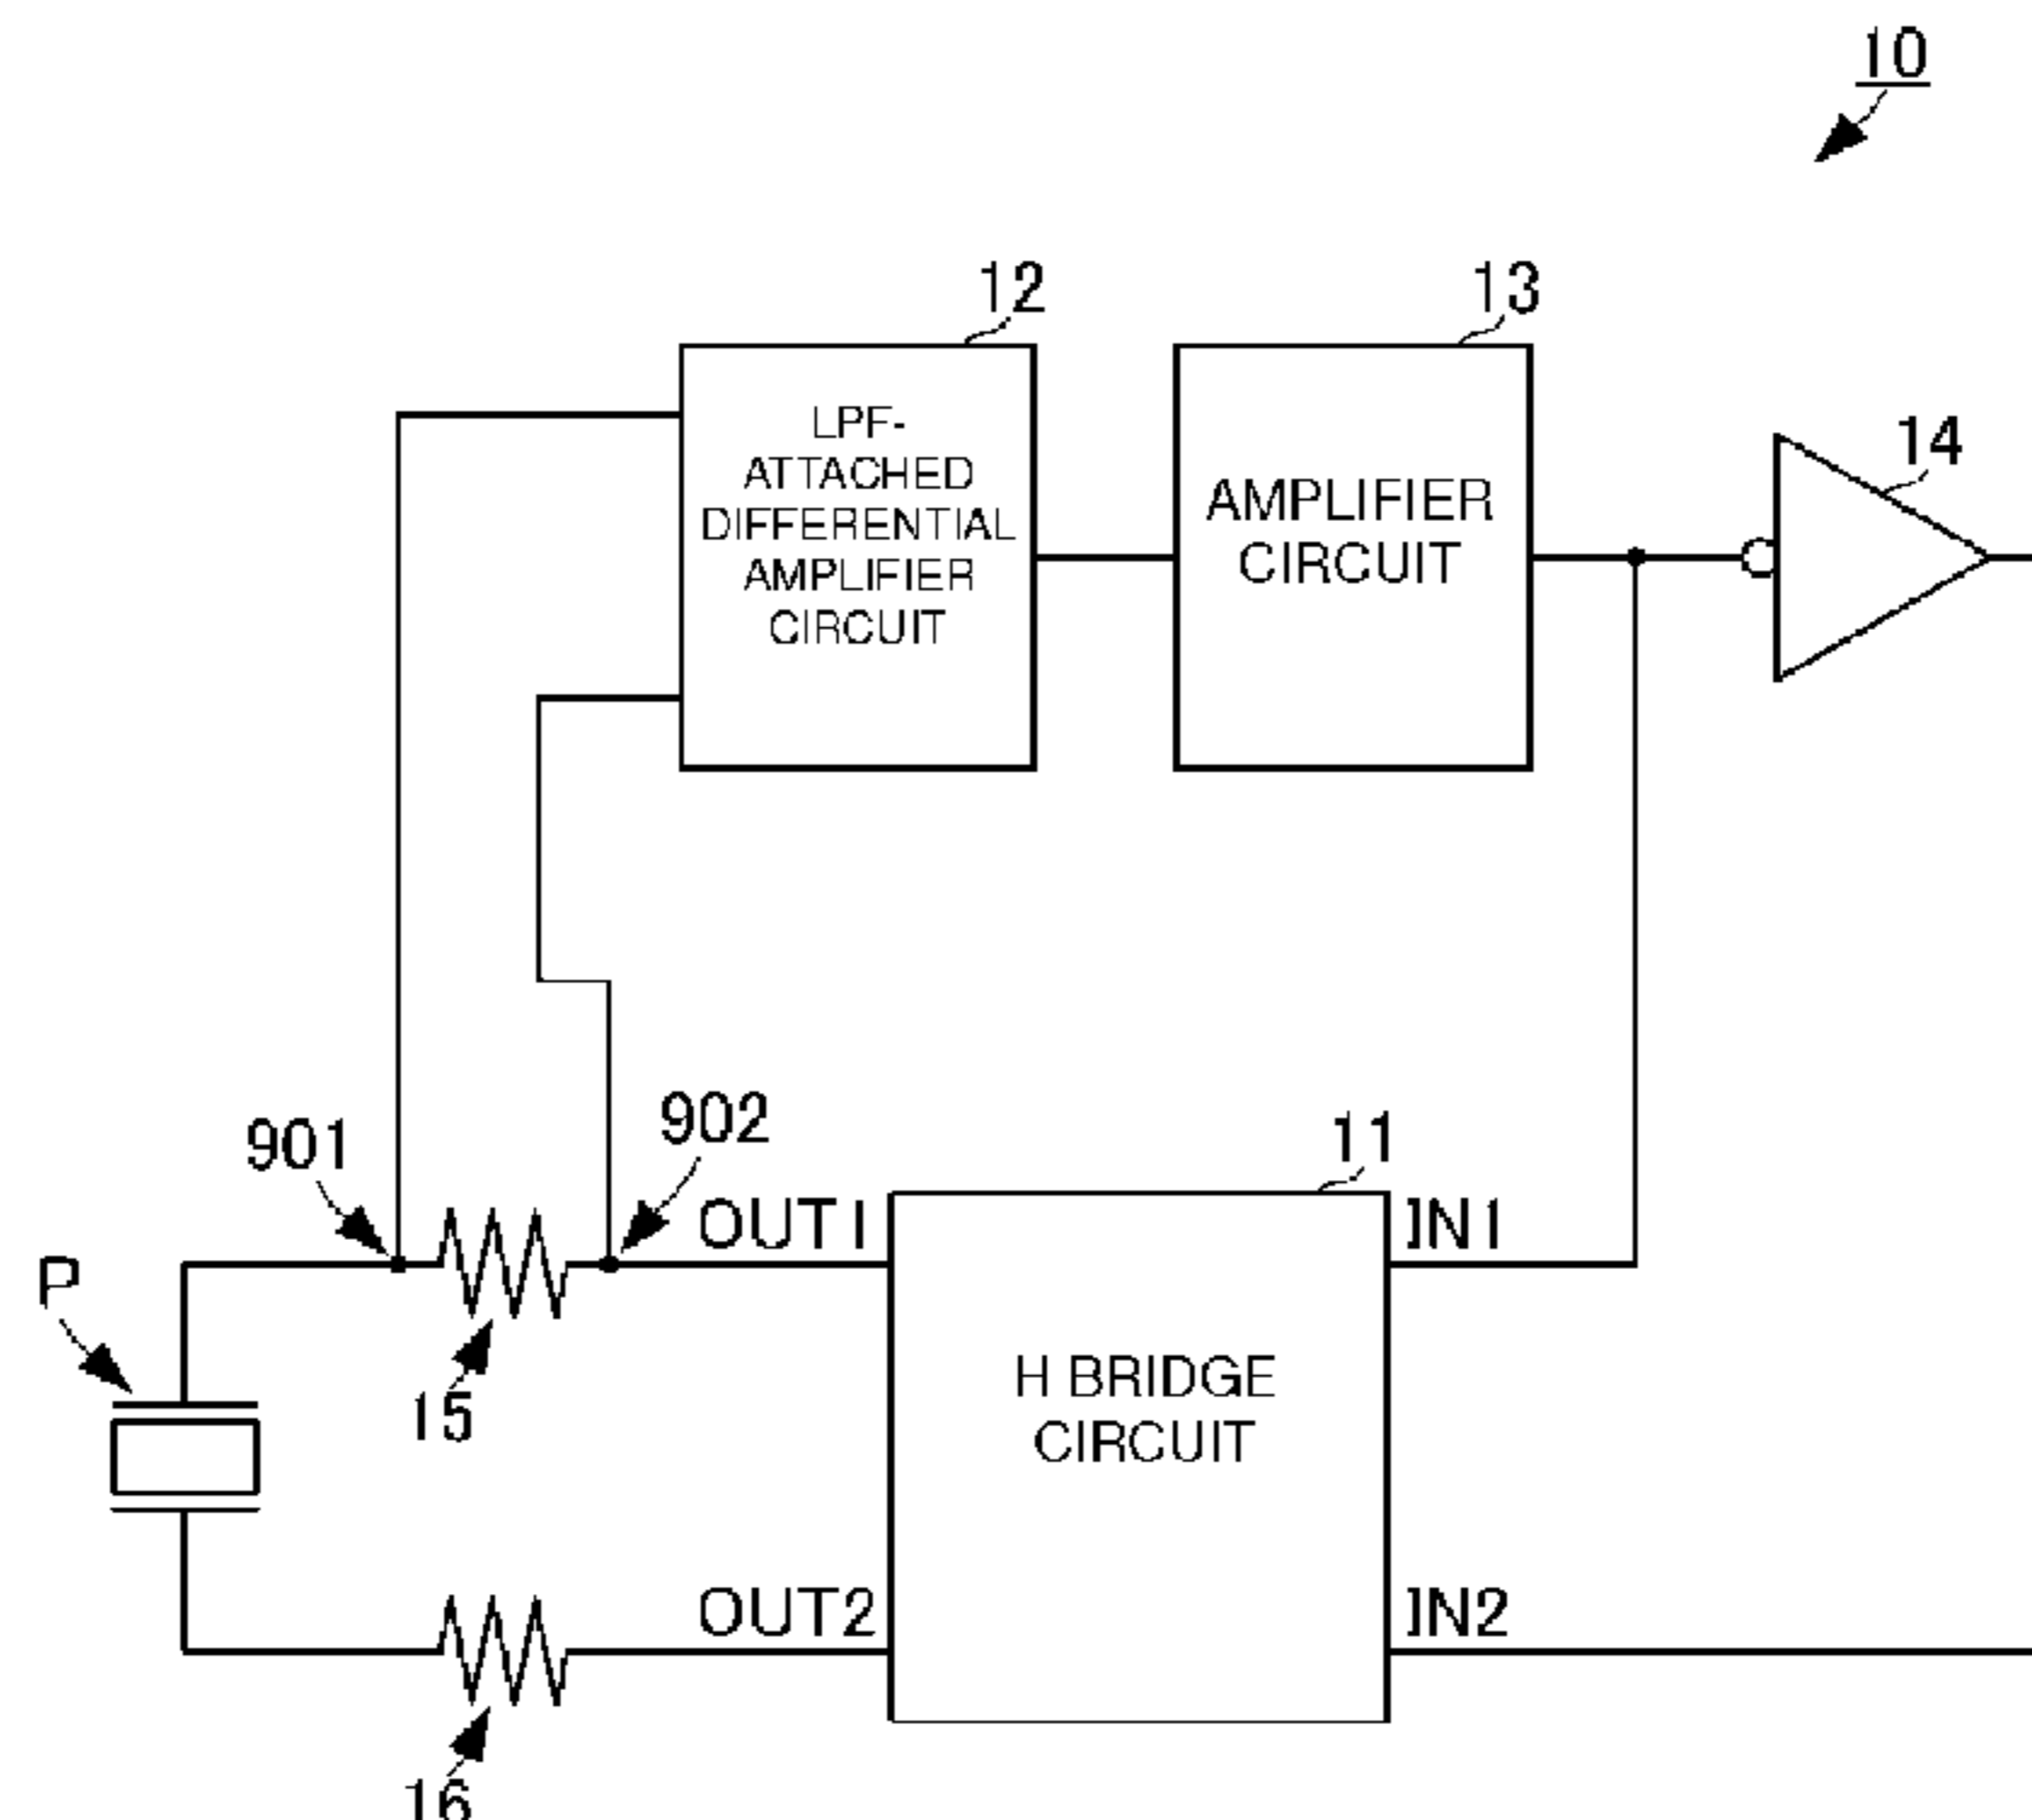 10
12
13
LPF-
ATTACHED
DIFFERENTIAL
AMPLIFIER
CIRCUIT
AMPLIFIER
CIRCUIT
14
901
902
11
OUT1
IN1
P
15
H BRIDGE
CIRCUIT
OUT2
IN2
16